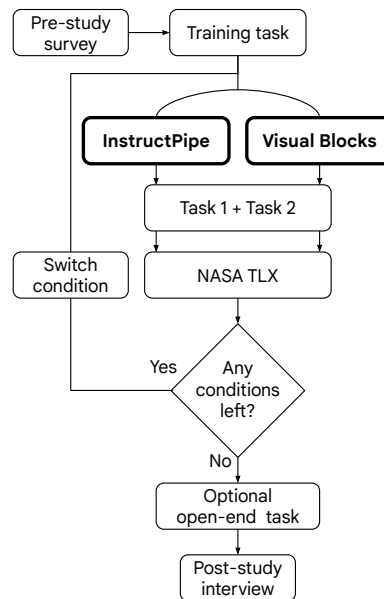 Pre-study
survey
Training task
InstructPipe
Visual Blocks
Task 1 + Task 2
Switch
condition
NASA TLX
Yes
Any
conditions
left?
No
Optional
open-end task
Post-study
interview